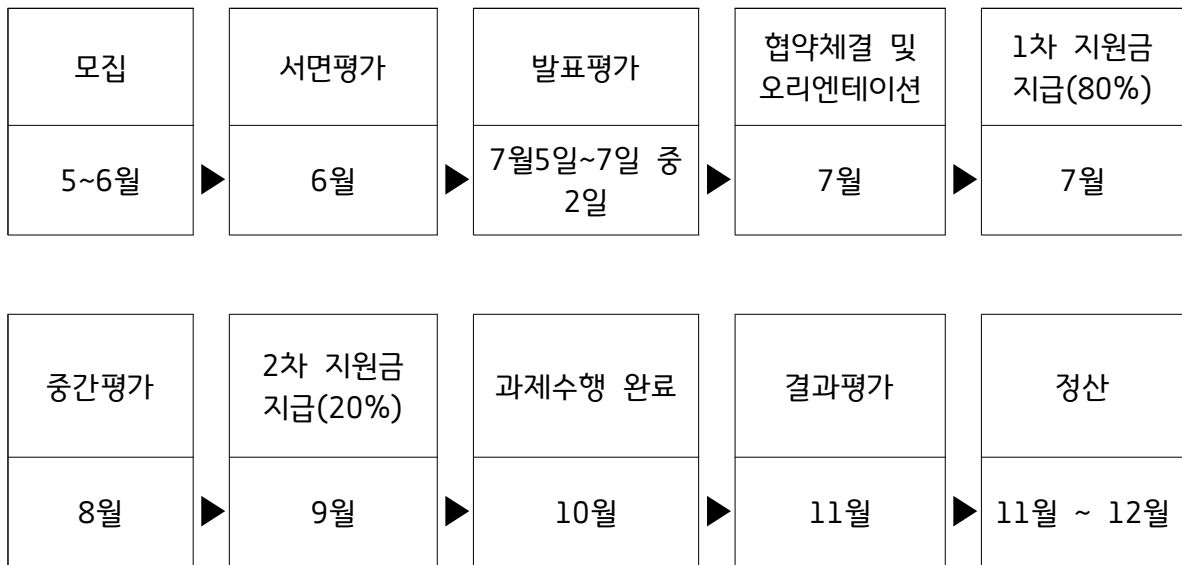 모집
서면평가
발표평가
협약체결 및
오리엔테이션
1차 지원금
지급(80%)
5~6월
6월
7월5일~7일 중
2일
7월
7월
중간평가
2차 지원금
지급(20%)
과제수행 완료
결과평가
정산
8월
9월
10월
11월
11월 ~ 12월